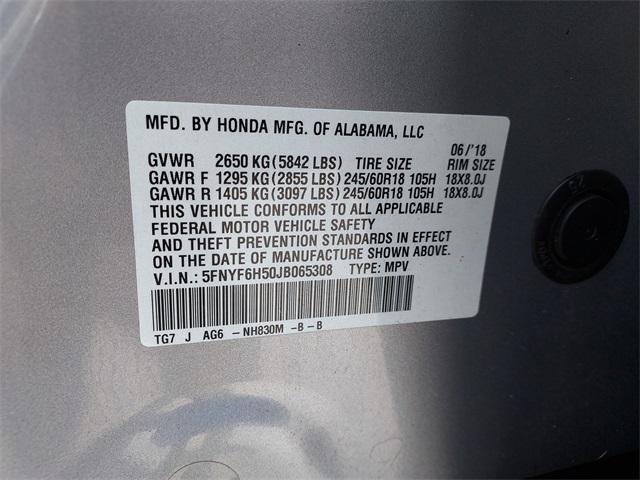 MFD. BY HONDA MFG. OF ALABAMA, LLC
06/'18
GVWR 2650 KG(5842 LBS) TIRE SIZE RIM SIZE
GAWR F 1295 KG(2855 LBS)245/60R18 105H 18X8.0J
GAWR R 1405 KG(3097 LBS)245/60R18 105H 18X8.0J
THIS VEHICLE CONFORMS TO ALL APPLICABLE
FEDERAL MOTOR VEHICLE SAFETY
AND THEFT PREVENTION STANDARDS IN EFFECT
ON THE DATE OF MANUFACTURE SHOWN ABOVE.
V.I.N.: 5FNYF6H50JB065308 TYPE: MPV
TG7 J AG6 - NH830M -B-B